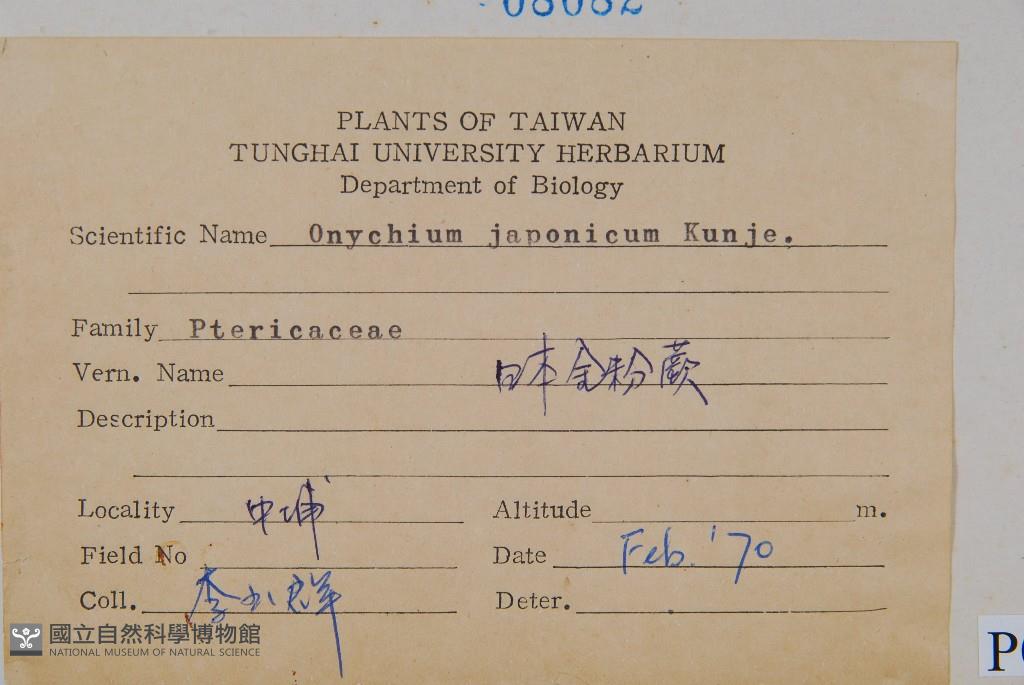 08082
PLANTS OF TAIWAN
TUNGHAI UNIVERSITY HERBARIUM
Department of Biology
Scientific Name Onychium japonicum Kunje.
Family Ptericaceae
Vern. Name 日本金粉蕨
Description
Locality 中埔
Altitude m.
Field No
Date Feb. '70
Coll. 李
Deter.
國立自然科學博物館
NATIONAL MUSEUM OF NATURAL SCIENCE